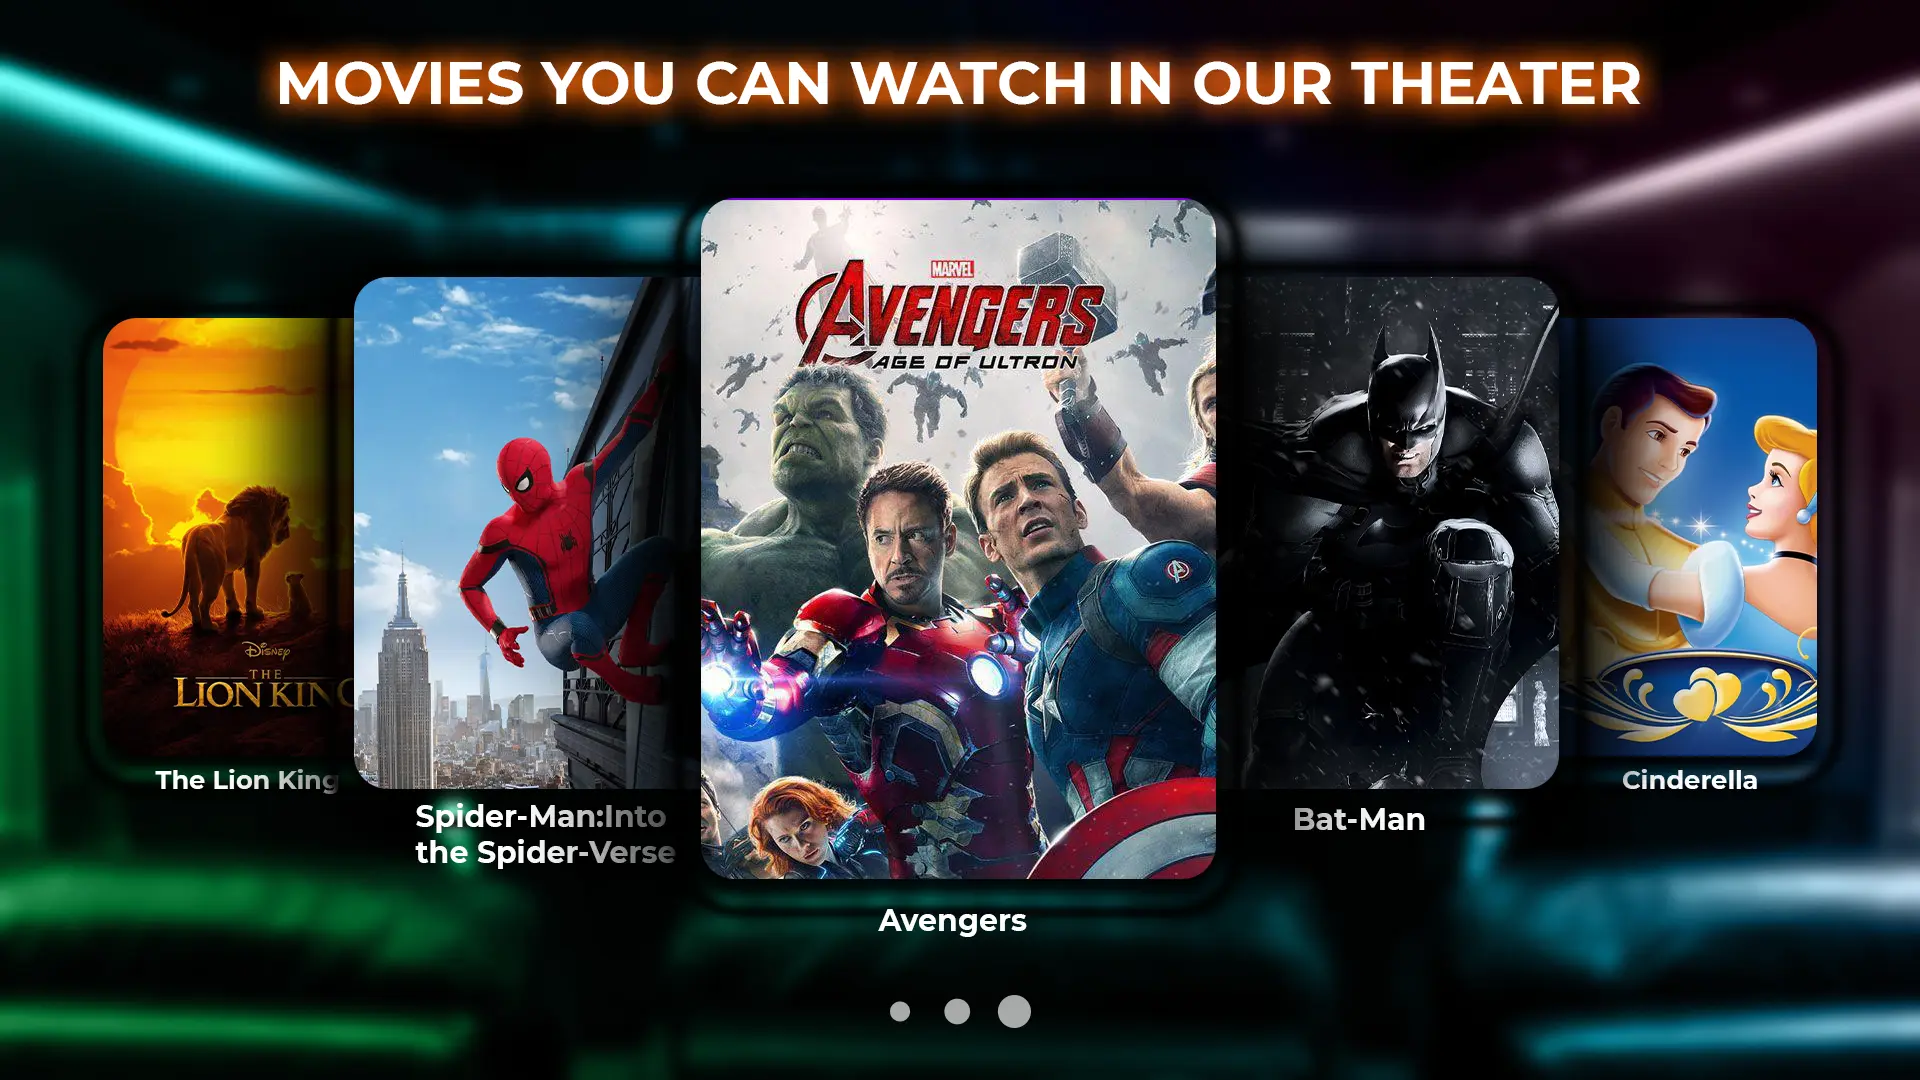 MOVIES YOU CAN WATCH IN OUR THEATER
MARVEL
AVENGERS
AGE OF ULTRON
DISNEY
THE
LION KING
The Lion King
Spider-Man:Into
the Spider-Verse
Avengers
Bat-Man
Cinderella